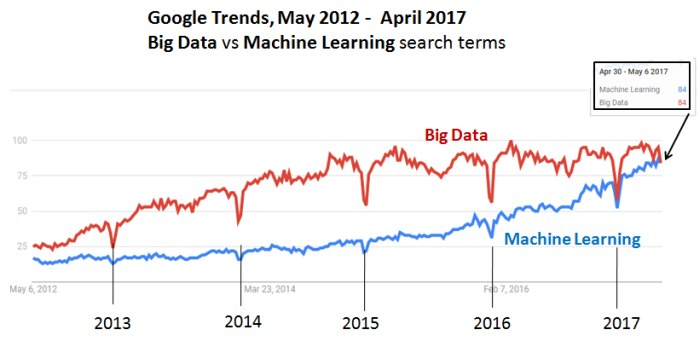 Google Trends, May 2012 - April 2017
Big Data vs Machine Learning search terms
Apr 30 - May 6 2017
Machine Learning 84
Big Data 84
100
75
50
25
Big Data
Machine Learning
May 6, 2012
Mar 23, 2014
Feb 7, 2016
2013
2014
2015
2016
2017